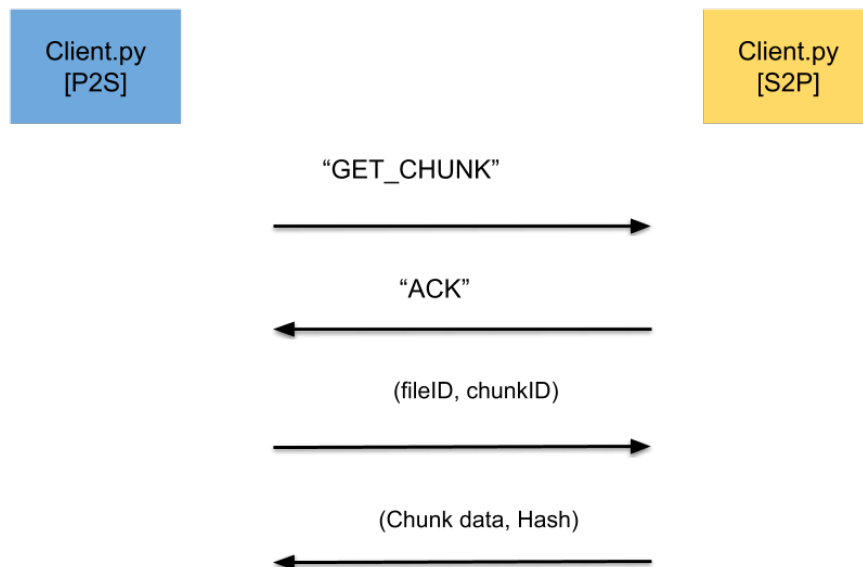 Client.py
[P2S]
Client.py
[S2P]
“GET_CHUNK”
“ACK”
(fileID, chunkID)
(Chunk data, Hash)